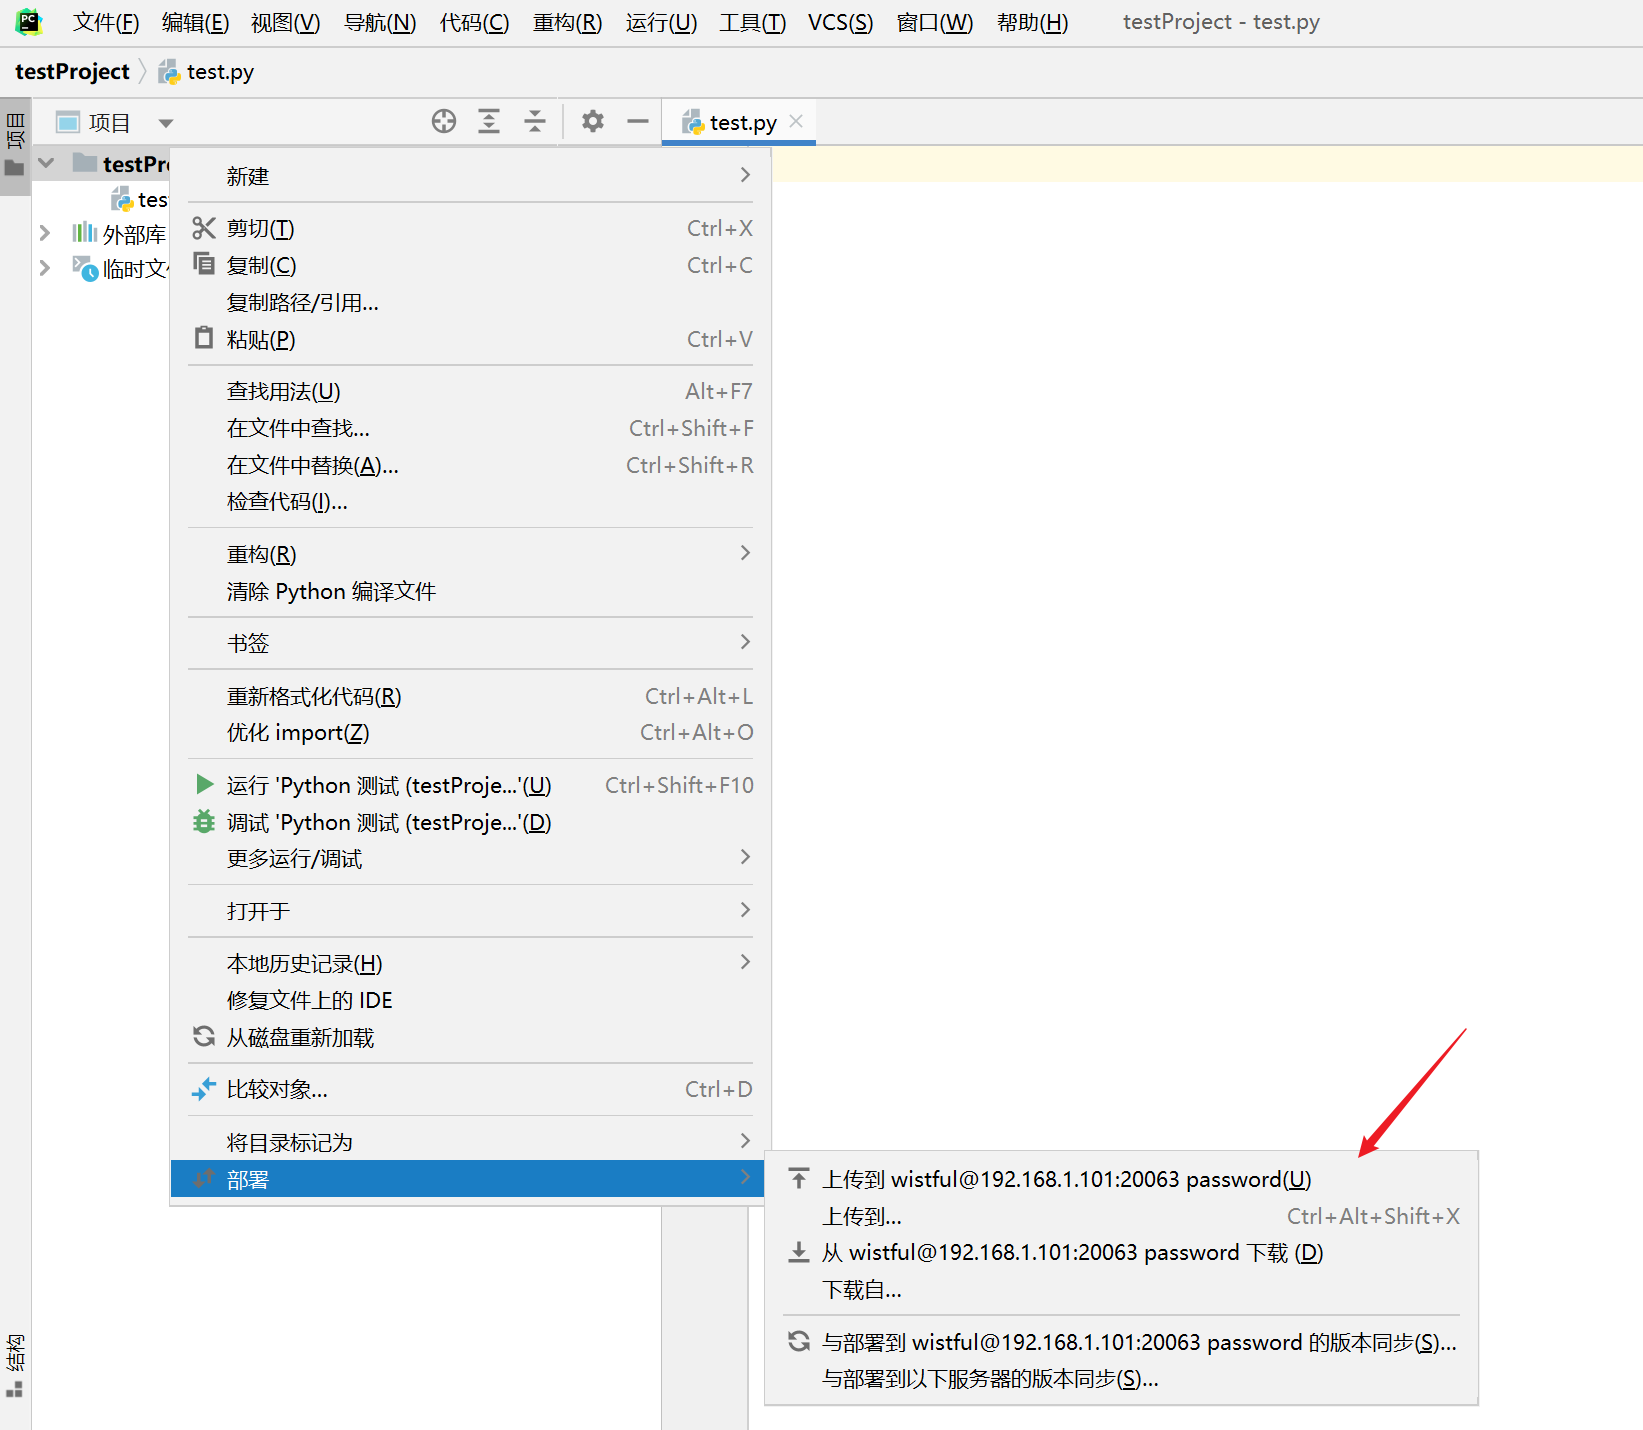 PC 文件(F) 编辑(E) 视图(V) 导航(N) 代码(C) 重构(R) 运行(U) 工具(T) VCS(S) 窗口(W) 帮助(H) testProject - test.py
testProject test.py
项目
项目
test.py
testPr
新建
tes
剪切(T) Ctrl+X
外部库
复制(C) Ctrl+C
临时文
复制路径/引用...
粘贴(P) Ctrl+V
查找用法(U) Alt+F7
在文件中查找... Ctrl+Shift+F
在文件中替换(A)... Ctrl+Shift+R
检查代码(I)...
重构(R)
清除 Python 编译文件
书签
重新格式化代码(R) Ctrl+Alt+L
优化 import(Z) Ctrl+Alt+O
运行 'Python 测试 (testProje...'(U) Ctrl+Shift+F10
调试 'Python 测试 (testProje...'(D)
更多运行/调试
打开于
本地历史记录(H)
修复文件上的 IDE
从磁盘重新加载
比较对象... Ctrl+D
将目录标记为
部署
上传到 wistful@192.168.1.101:20063 password(U)
上传到... Ctrl+Alt+Shift+X
从 wistful@192.168.1.101:20063 password 下载 (D)
下载自...
与部署到 wistful@192.168.1.101:20063 password 的版本同步(S)...
与部署到以下服务器的版本同步(S)...
结构